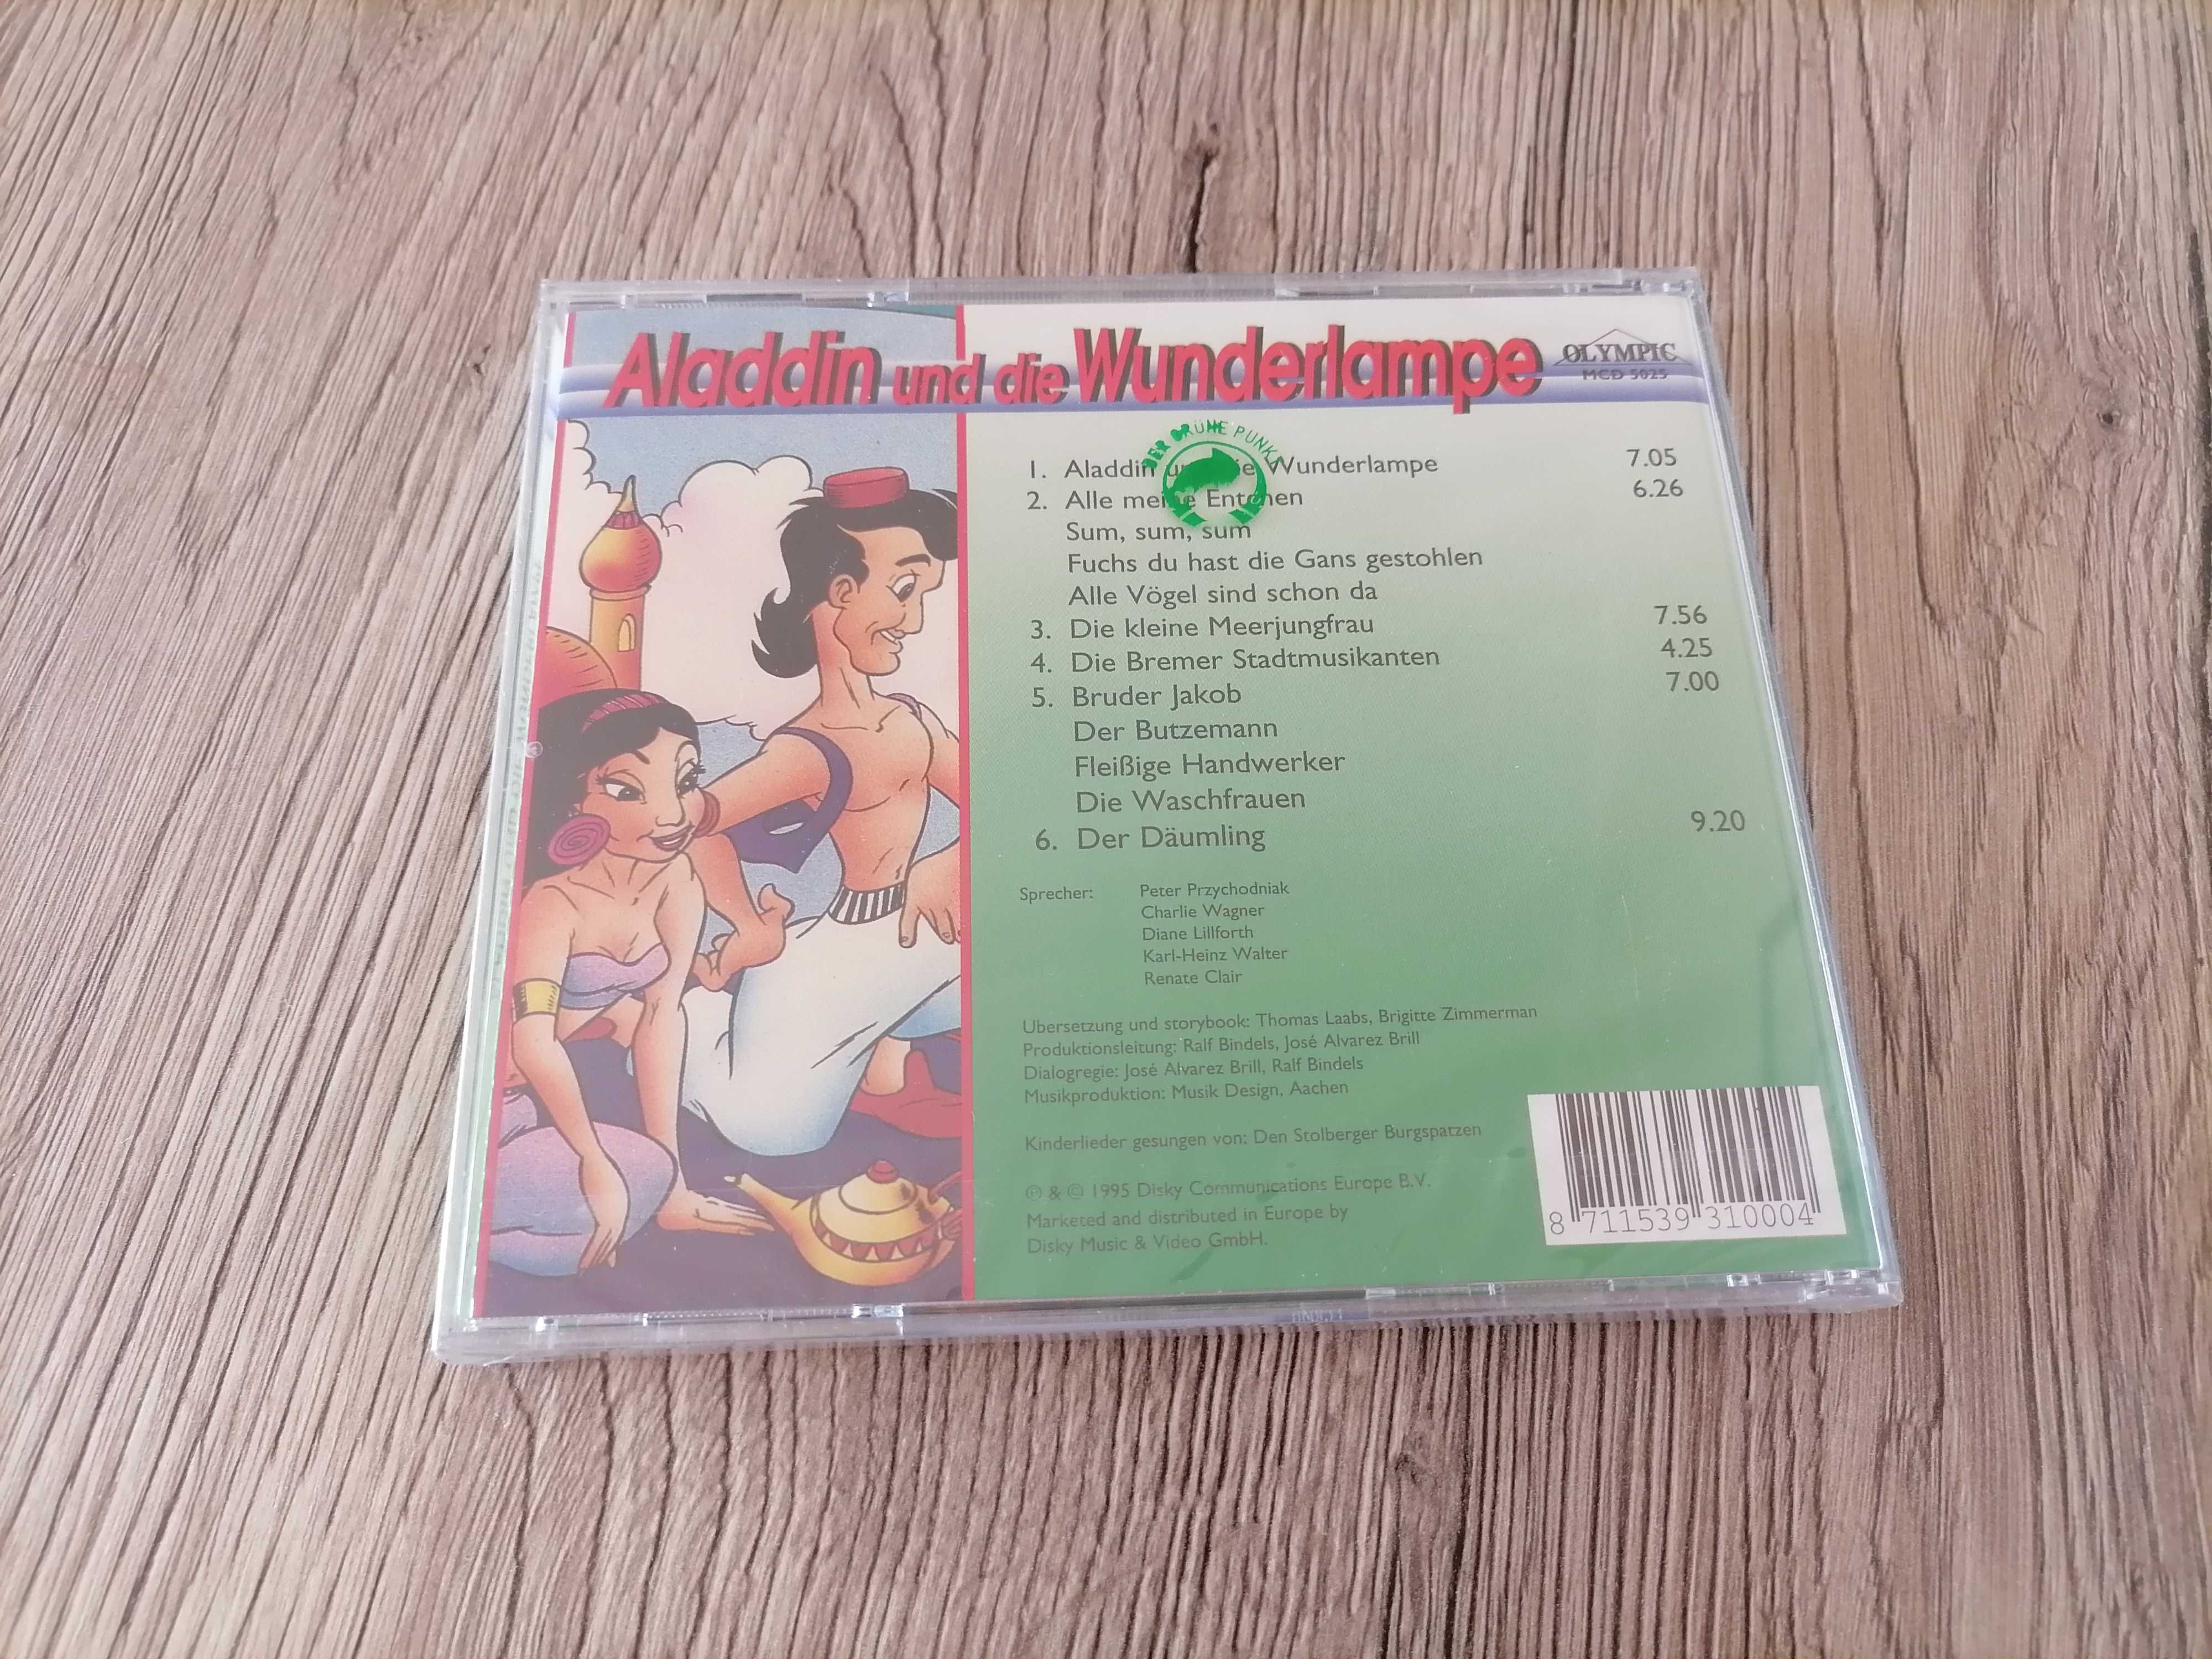 Aladdin und die Wunderlampe
OLYMPIC
MCD 5025
DER GRÜNE PUNKT
1. Aladdin und die Wunderlampe 7.05
2. Alle meine Entchen 6.26
Sum, sum, sum
Fuchs du hast die Gans gestohlen
Alle Vögel sind schon da
3. Die kleine Meerjungfrau 7.56
4. Die Bremer Stadtmusikanten 4.25
5. Bruder Jakob 7.00
Der Butzemann
Fleißige Handwerker
Die Waschfrauen
6. Der Däumling 9.20
Sprecher: Peter Przychodniak
Charlie Wagner
Diane Lillforth
Karl-Heinz Walter
Renate Clair
Übersetzung und storybook: Thomas Laabs, Brigitte Zimmerman
Produktionsleitung: Ralf Bindels, José Alvarez Brill
Dialogregie: José Alvarez Brill, Ralf Bindels
Musikproduktion: Musik Design, Aachen
Kinderlieder gesungen von: Den Stolberger Burgspatzen
℗ & © 1995 Disky Communications Europe B.V.
Marketed and distributed in Europe by
Disky Music & Video GmbH.
8 711539 310004